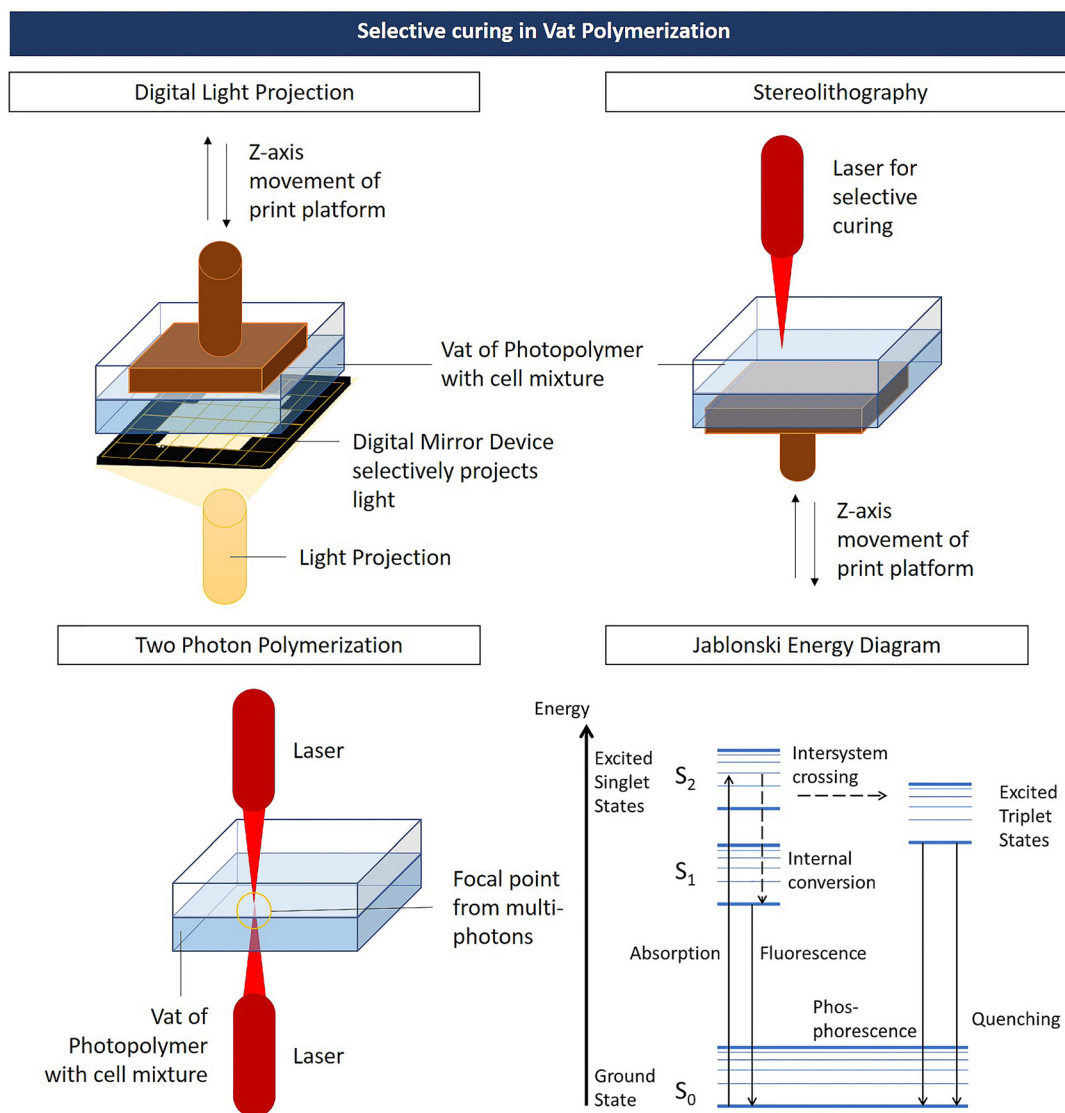 Selective curing in Vat Polymerization
Digital Light Projection
Z-axis
movement of
print platform
Stereolithography
Laser for
selective
curing
Vat of Photopolymer
with cell mixture
Digital Mirror Device
selectively projects
light
Light Projection
Z-axis
movement of
print platform
Two Photon Polymerization
Laser
Focal point
from multi-
photons
Vat of
Photopolymer
with cell mixture
Laser
Jablonski Energy Diagram
Energy
Excited
Singlet
States
S₂
Intersystem
crossing
Excited
Triplet
States
S₁
Internal
conversion
Absorption
Fluorescence
Phos-
phorescence
Quenching
Ground
State
S₀